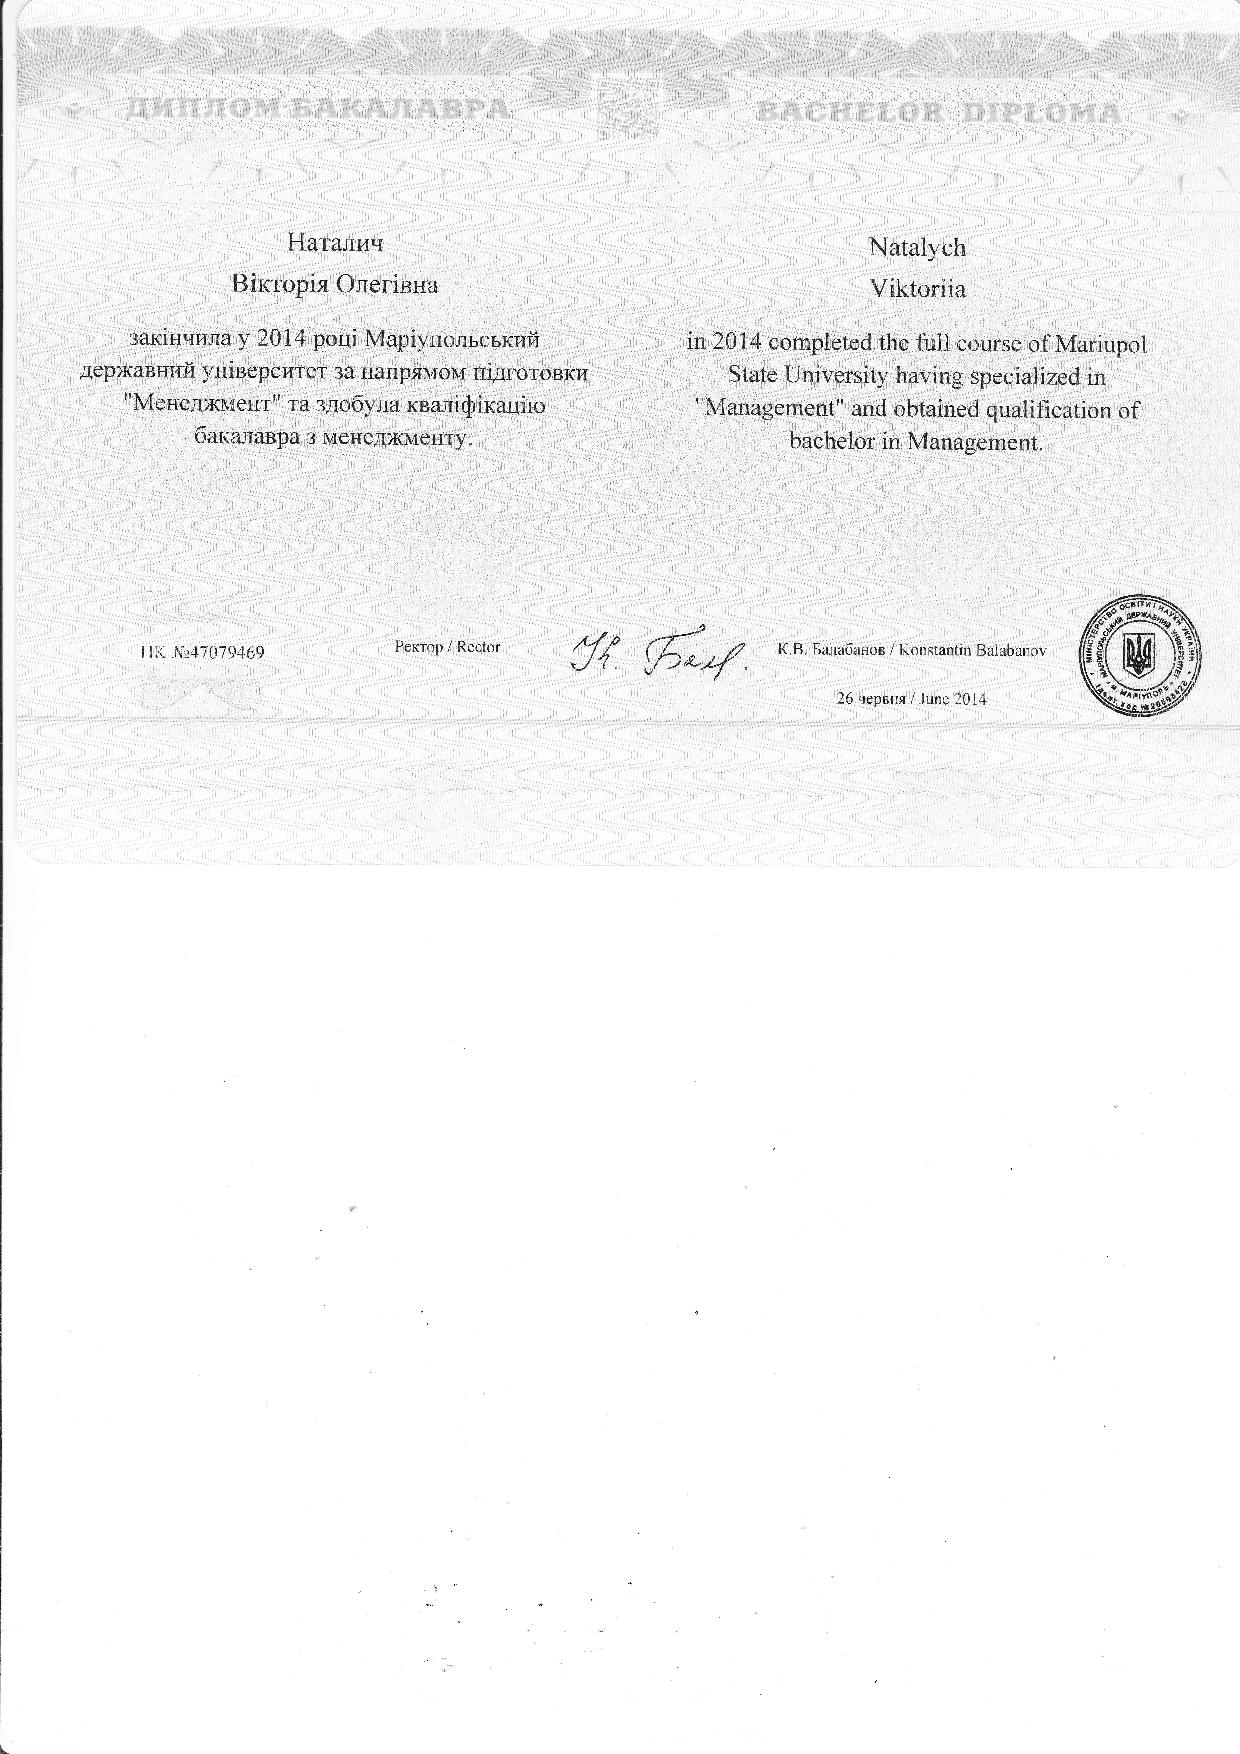 ДИПЛОМ БАКАЛАВРА
BACHELOR DIPLOMA
Наталич
Вікторія Олегівна
закінчила у 2014 році Маріупольський
державний університет за напрямом підготовки
"Менеджмент" та здобула кваліфікацію
бакалавра з менеджменту.
Natalych
Viktoriia
in 2014 completed the full course of Mariupol
State University having specialized in
"Management" and obtained qualification of
bachelor in Management.
НК №47079469
Ректор / Rector
К.В. Балабанов / Konstantin Balabanov
26 червня / June 2014
МІНІСТЕРСТВО ОСВІТИ І НАУКИ УКРАЇНИ
МАРІУПОЛЬСЬКИЙ ДЕРЖАВНИЙ УНІВЕРСИТЕТ
м. МАРІУПОЛЬ